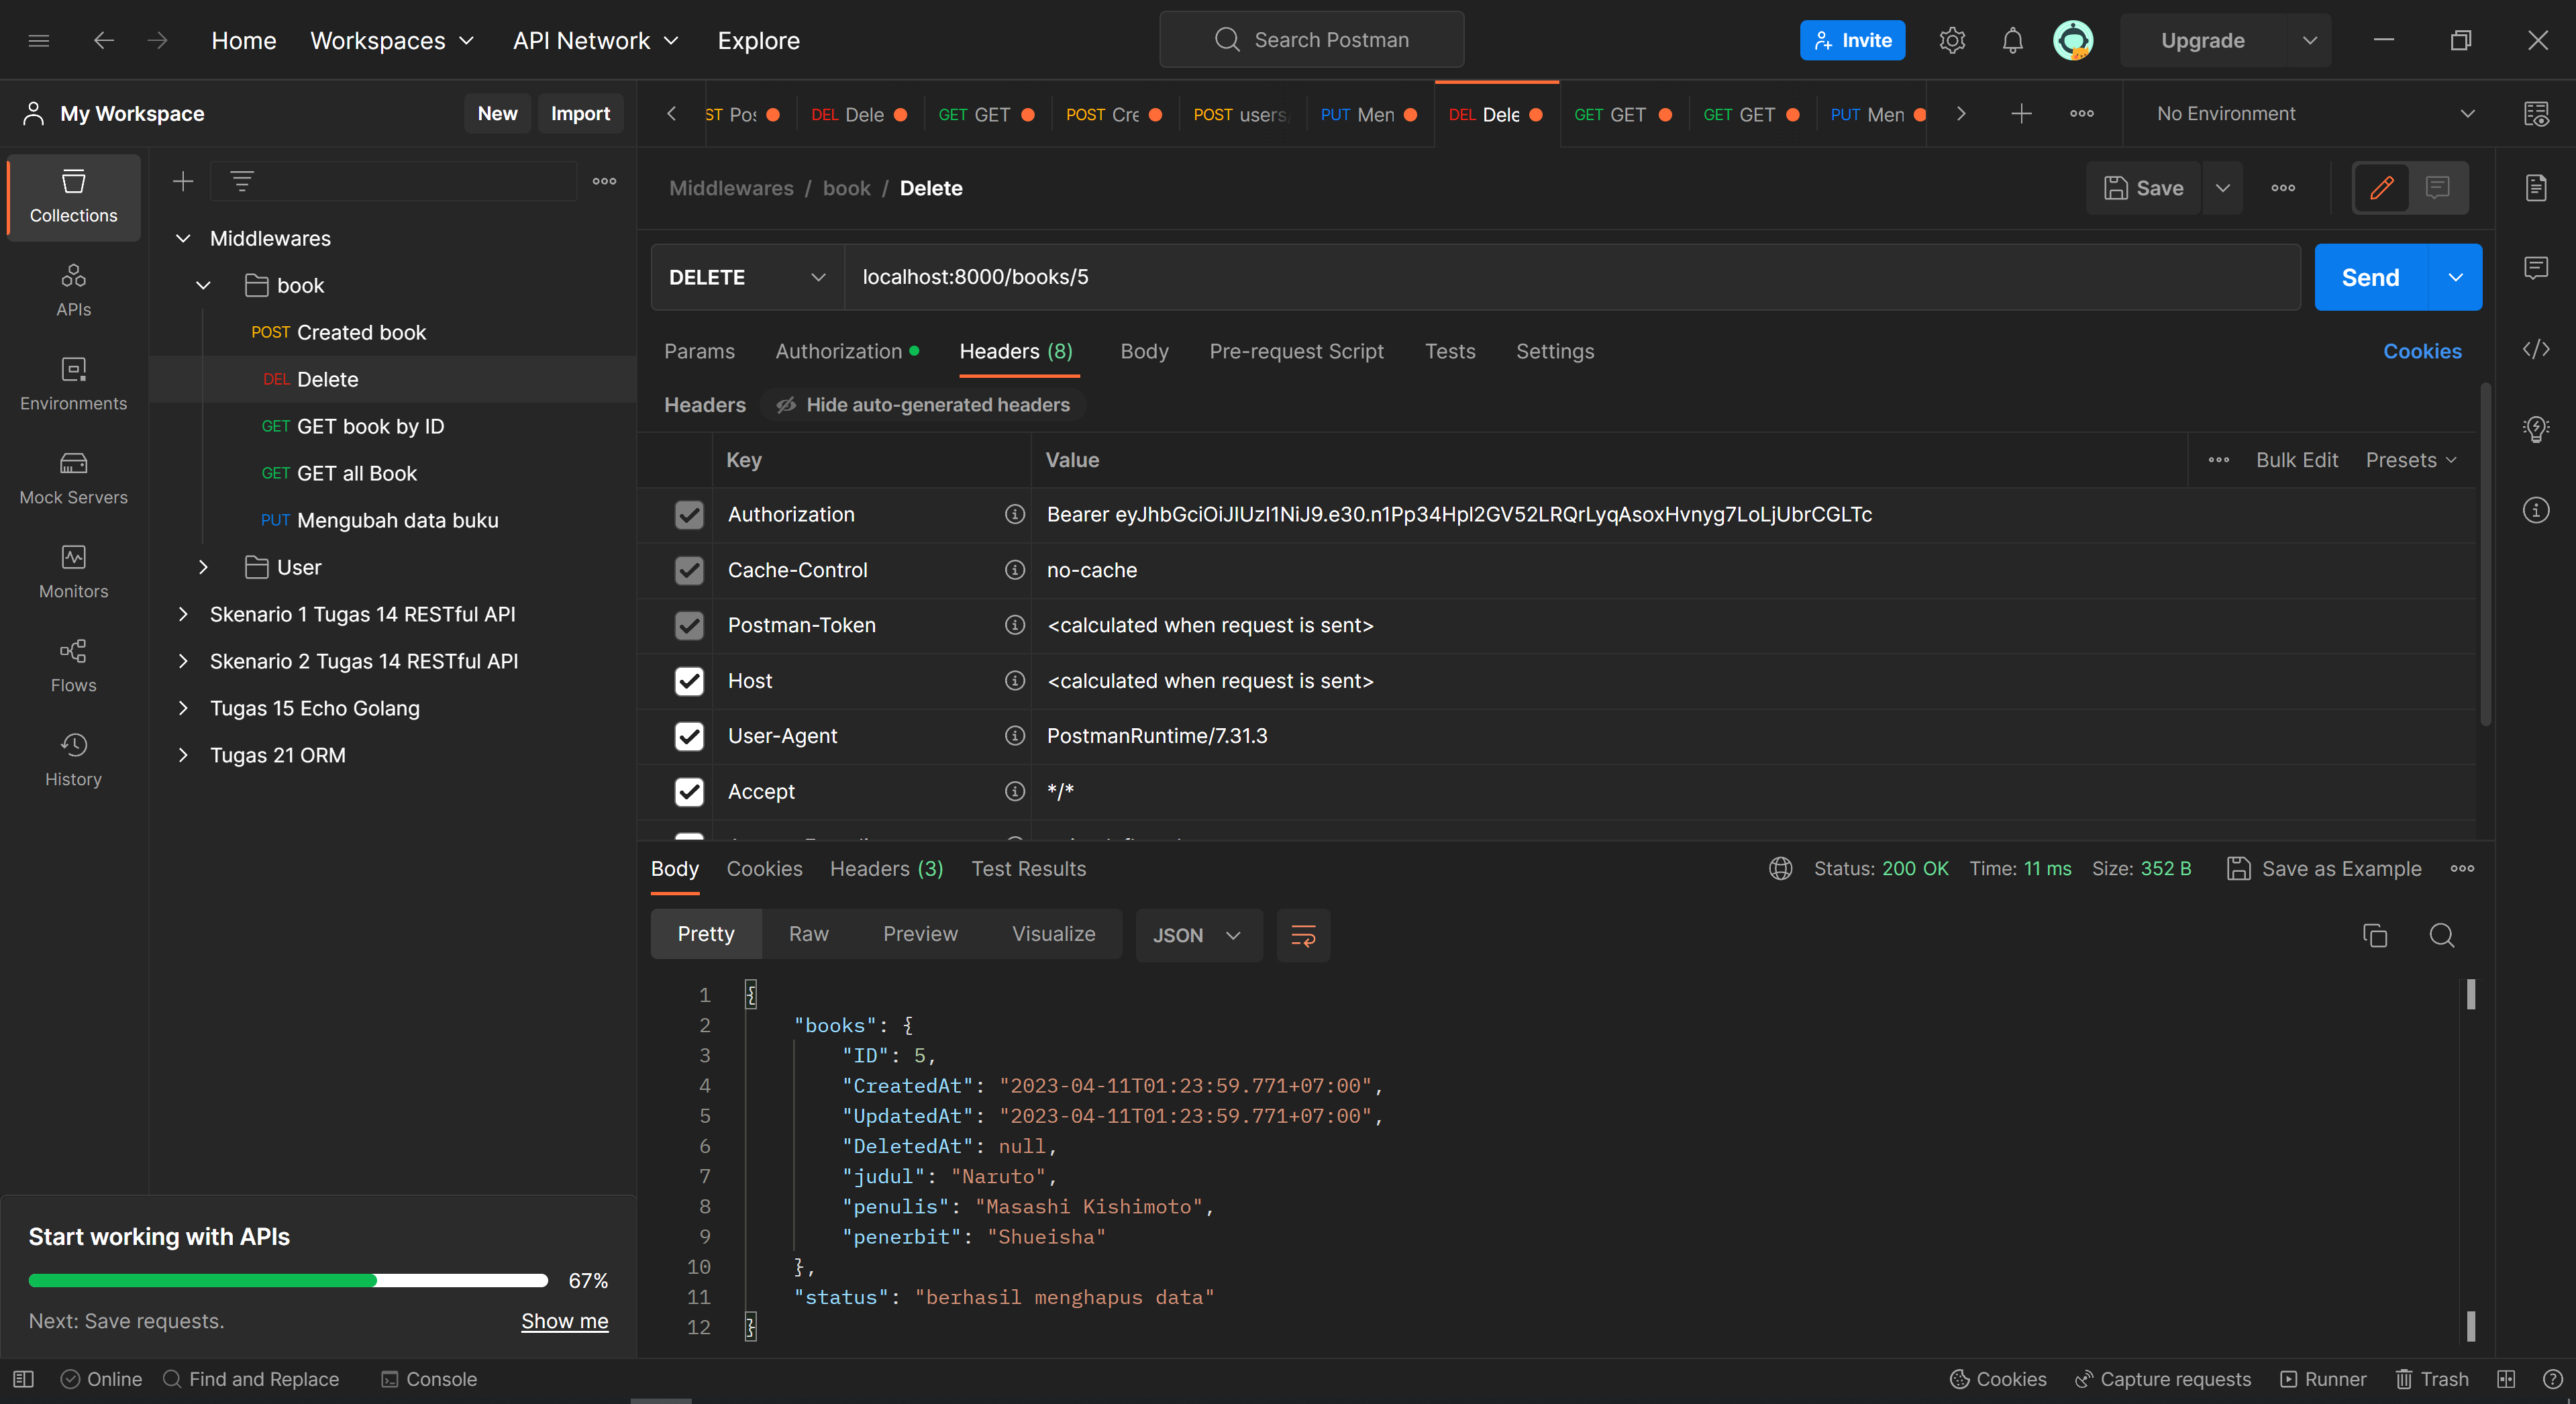 Home Workspaces API Network Explore Search Postman Invite Upgrade
My Workspace New Import
POST DEL Dele GET GET POST Cre POST users/ PUT Men DEL Dele GET GET GET GET PUT Men No Environment
Collections
APIs
Environments
Mock Servers
Monitors
Flows
History
Middlewares
book
POST Created book
DEL Delete
GET GET book by ID
GET GET all Book
PUT Mengubah data buku
User
Skenario 1 Tugas 14 RESTful API
Skenario 2 Tugas 14 RESTful API
Tugas 15 Echo Golang
Tugas 21 ORM
Start working with APIs
67%
Next: Save requests. Show me
Middlewares / book / Delete Save
DELETE localhost:8000/books/5 Send
Params Authorization Headers (8) Body Pre-request Script Tests Settings Cookies
Headers Hide auto-generated headers
Key Value Bulk Edit Presets
Authorization Bearer eyJhbGciOiJIUzI1NiJ9.e30.n1Pp34Hpl2GV52LRQrLyqAsoxHvnyg7LoLjUbrCGLTc
Cache-Control no-cache
Postman-Token <calculated when request is sent>
Host <calculated when request is sent>
User-Agent PostmanRuntime/7.31.3
Accept */*
Body Cookies Headers (3) Test Results Status: 200 OK Time: 11 ms Size: 352 B Save as Example
Pretty Raw Preview Visualize JSON
1 {
2 "books": {
3 "ID": 5,
4 "CreatedAt": "2023-04-11T01:23:59.771+07:00",
5 "UpdatedAt": "2023-04-11T01:23:59.771+07:00",
6 "DeletedAt": null,
7 "judul": "Naruto",
8 "penulis": "Masashi Kishimoto",
9 "penerbit": "Shueisha"
10 },
11 "status": "berhasil menghapus data"
12 }
Online Find and Replace Console Cookies Capture requests Runner Trash